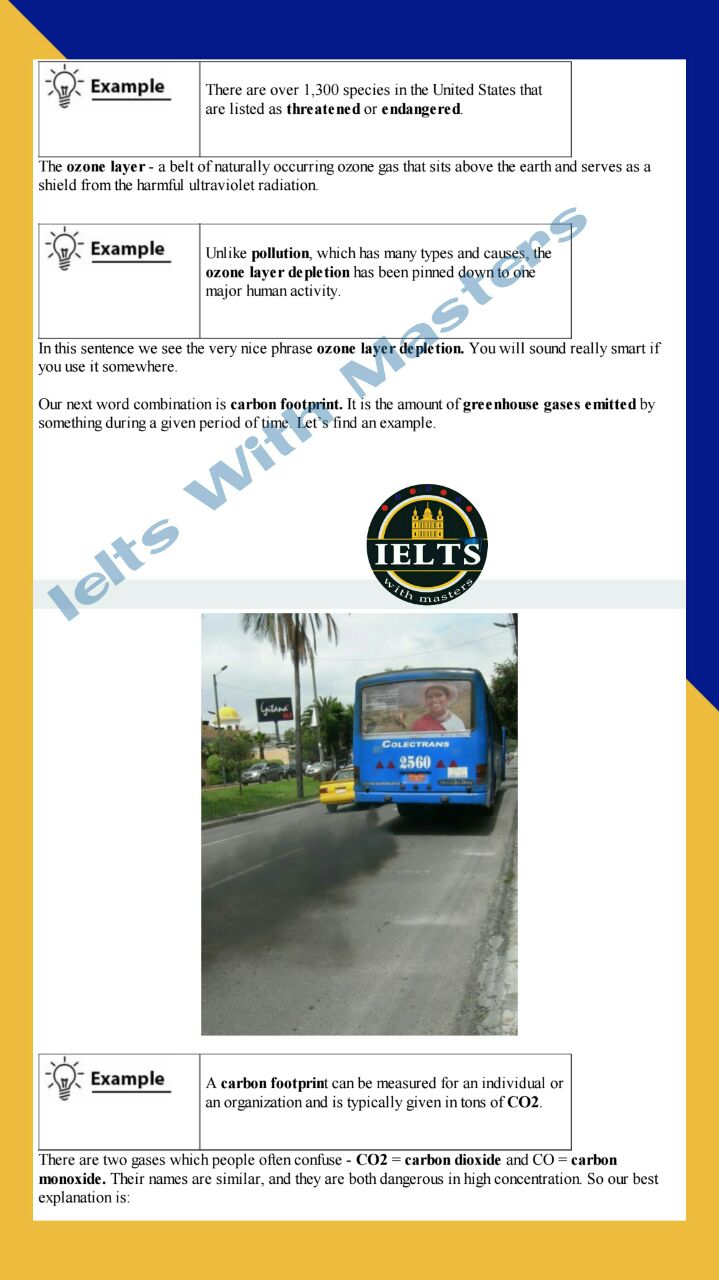 Example
There are over 1,300 species in the United States that
are listed as threatened or endangered.
The ozone layer - a belt of naturally occurring ozone gas that sits above the earth and serves as a
shield from the harmful ultraviolet radiation.
Example
Unlike pollution, which has many types and causes, the
ozone layer depletion has been pinned down to one
major human activity.
In this sentence we see the very nice phrase ozone layer depletion. You will sound really smart if
you use it somewhere.
Our next word combination is carbon footprint. It is the amount of greenhouse gases emitted by
something during a given period of time. Let's find an example.
Ielts With Masters
IELTS
with masters
Gitana
COLECTRANS
2560
Mercedes-Benz
Example
A carbon footprint can be measured for an individual or
an organization and is typically given in tons of CO2.
There are two gases which people often confuse - CO2 = carbon dioxide and CO = carbon
monoxide. Their names are similar, and they are both dangerous in high concentration. So our best
explanation is: